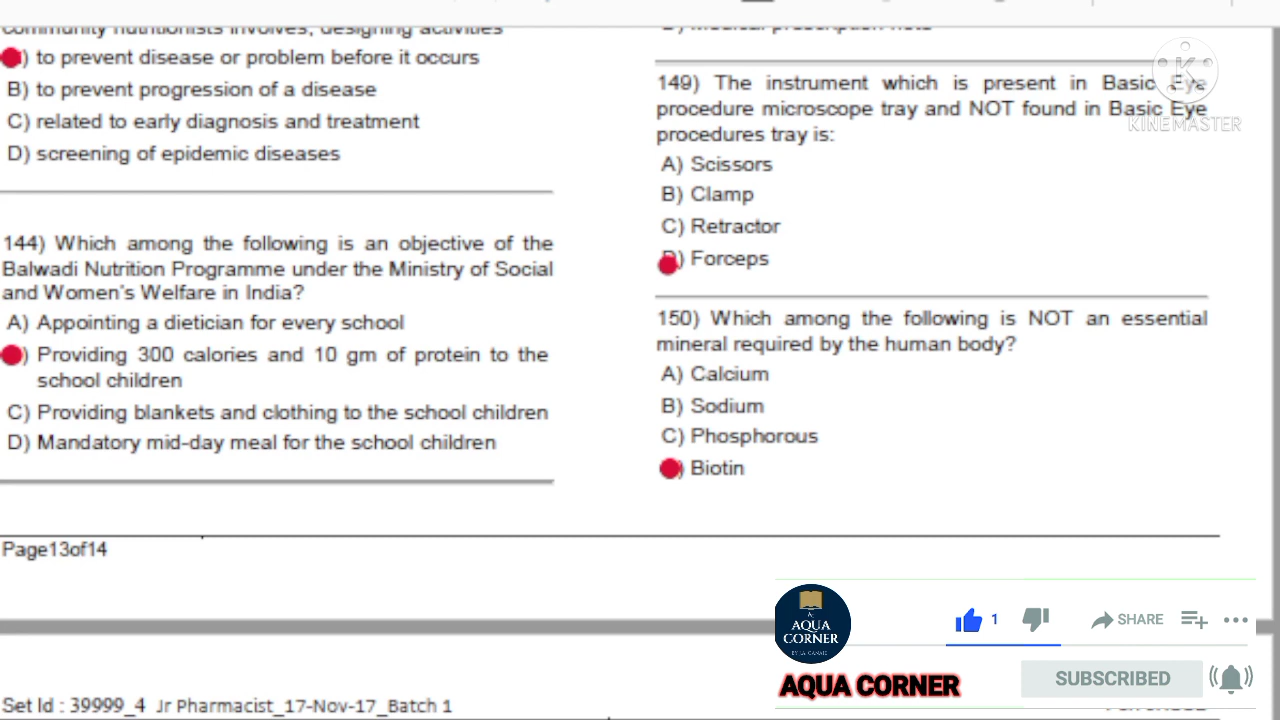 community nutritionists involves, designing activities
) to prevent disease or problem before it occurs
B) to prevent progression of a disease
C) related to early diagnosis and treatment
D) screening of epidemic diseases
144) Which among the following is an objective of the
Balwadi Nutrition Programme under the Ministry of Social
and Women's Welfare in India?
A) Appointing a dietician for every school
) Providing 300 calories and 10 gm of protein to the
school children
C) Providing blankets and clothing to the school children
D) Mandatory mid-day meal for the school children
Page13of14
149) The instrument which is present in Basic Eye
procedure microscope tray and NOT found in Basic Eye
procedures tray is:
A) Scissors
B) Clamp
C) Retractor
D) Forceps
150) Which among the following is NOT an essential
mineral required by the human body?
A) Calcium
B) Sodium
C) Phosphorous
) Biotin
K
KINEMASTER
Set Id : 39999_4 Jr Pharmacist_17-Nov-17_Batch 1
AQUA
CORNER
1
SHARE
AQUA CORNER
SUBSCRIBED